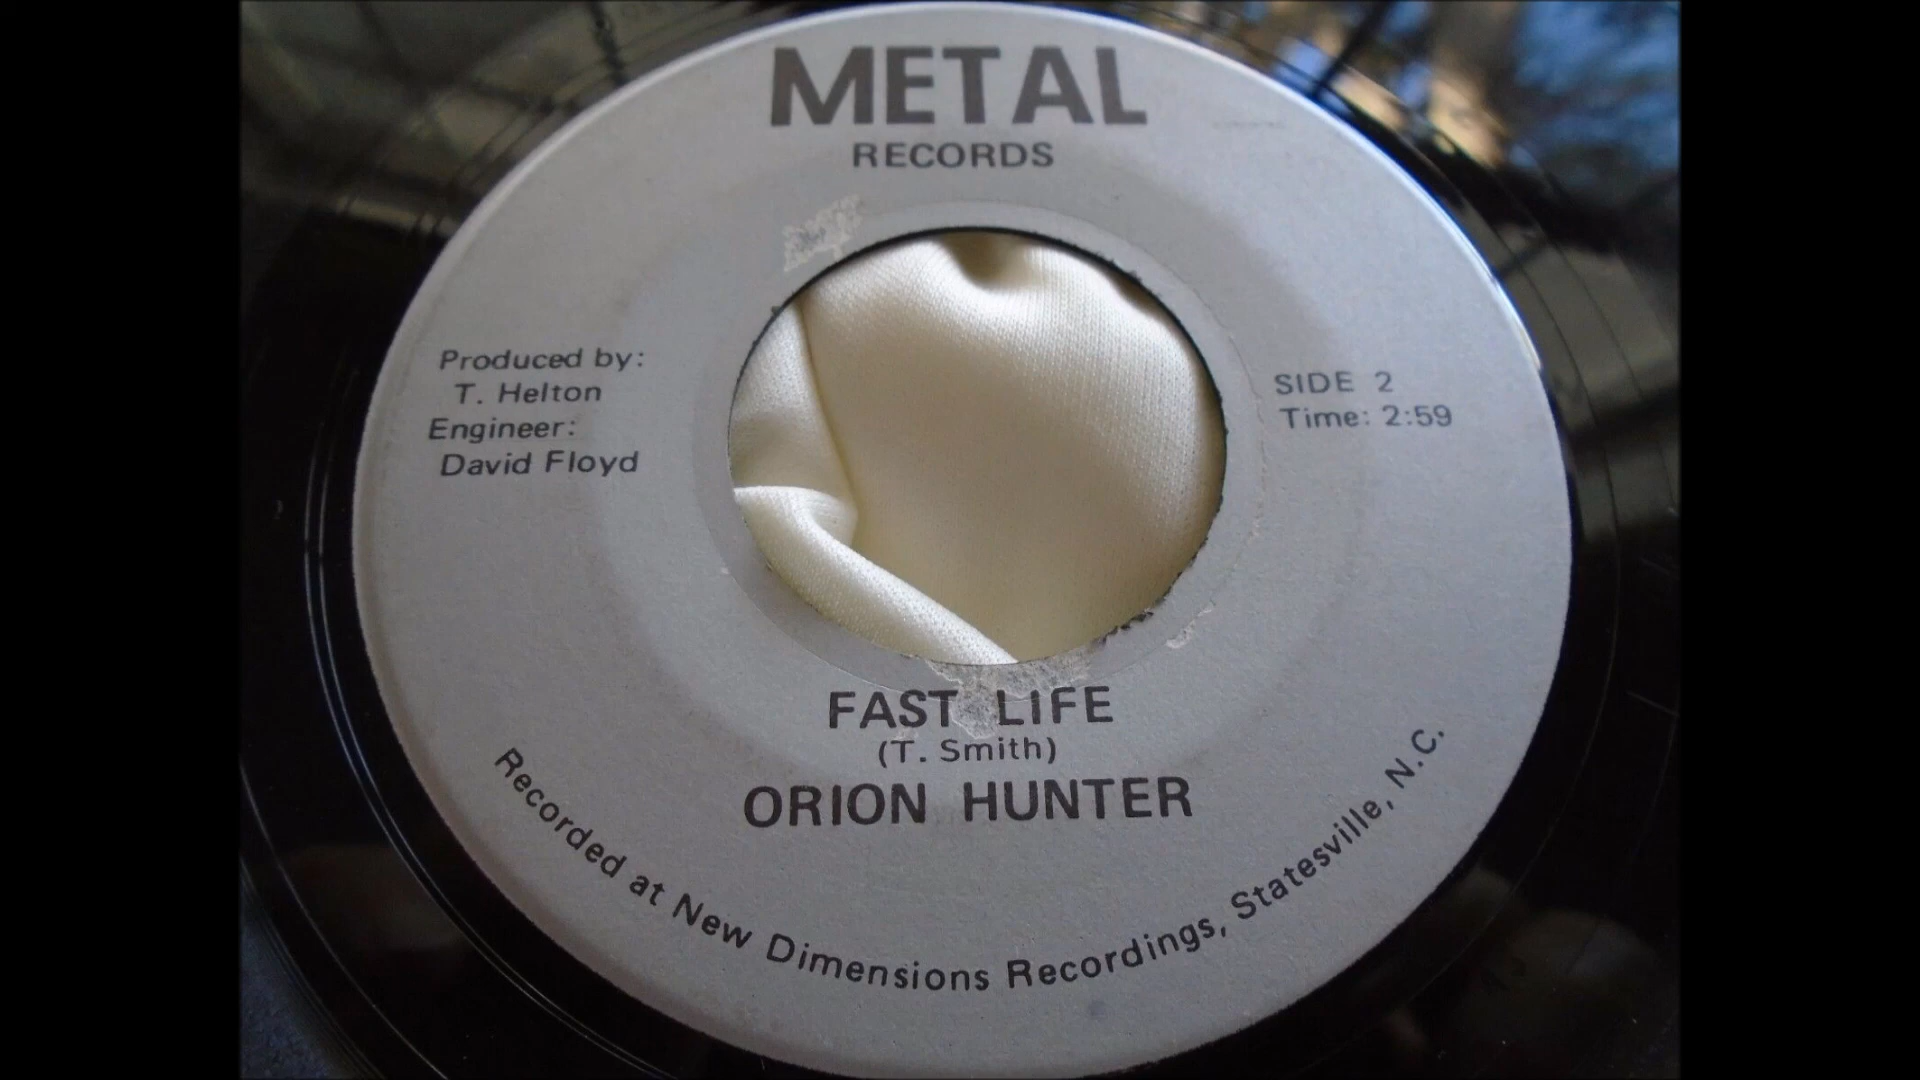 METAL
RECORDS
Produced by:
T. Helton
Engineer:
David Floyd
SIDE 2
Time: 2:59
FAST LIFE
(T. Smith)
ORION HUNTER
Recorded at New Dimensions Recordings, Statesville, N.C.